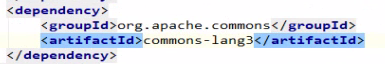 <dependency>
<groupId>org.apache.commons</groupId>
<artifactId>commons-lang3</artifactId>
</dependency>